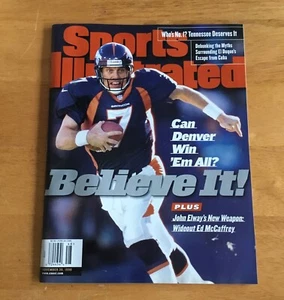 Sports
Illustrated
Who's No. 1? Tennessee Deserves It
Debunking the Myths
Surrounding El Duque's
Escape from Cuba
7
Can
Denver
Win
'Em All?
Believe It!
PLUS
John Elway's New Weapon:
Wideout Ed McCaffrey